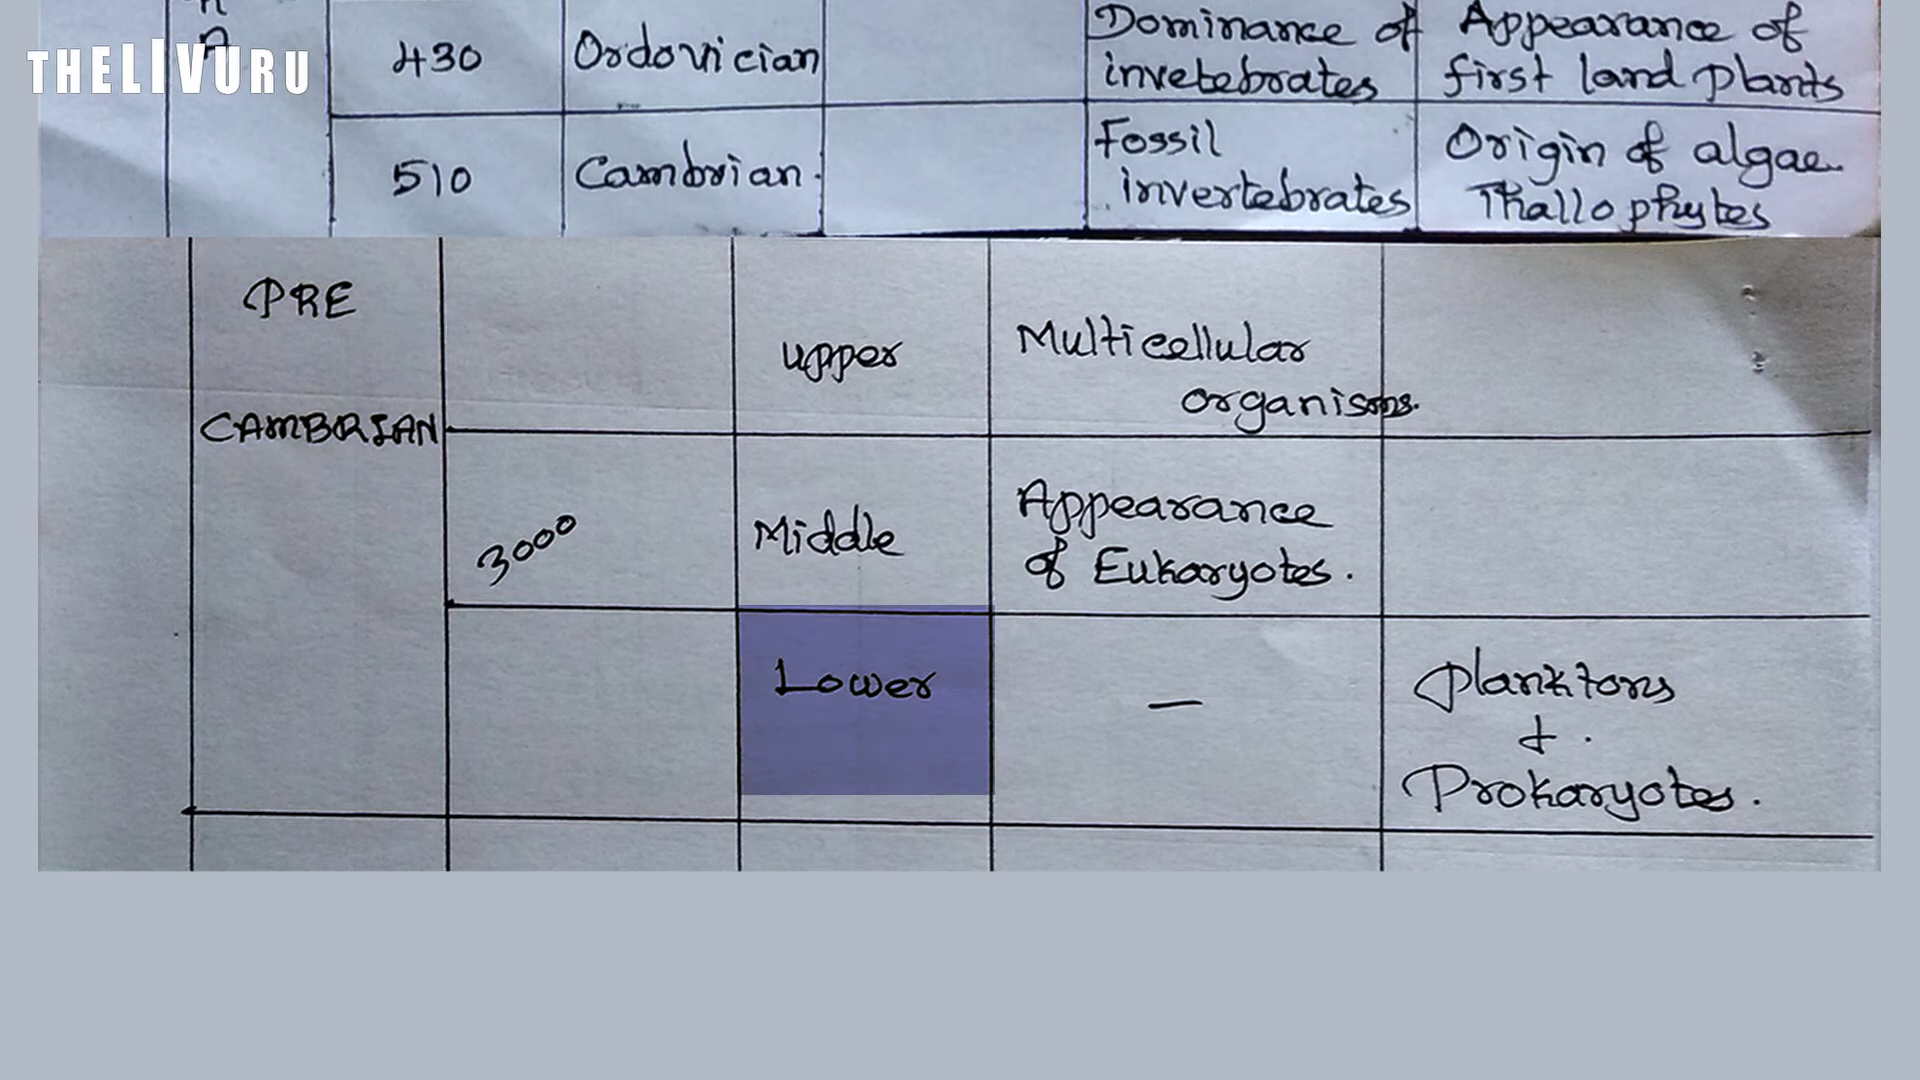 THELIVURU
n
A
430
Ordovician
Dominance of
invetebrates
Appearance of
first land plants
510
Cambrian.
Fossil
invertebrates
Origin of algae
Thallophytes
PRE
CAMBRIAN
upper
Multicellular
organisms.
3000
Middle
Appearance
of Eukaryotes.
Lower
—
Planktons
+.
Prokaryotes.